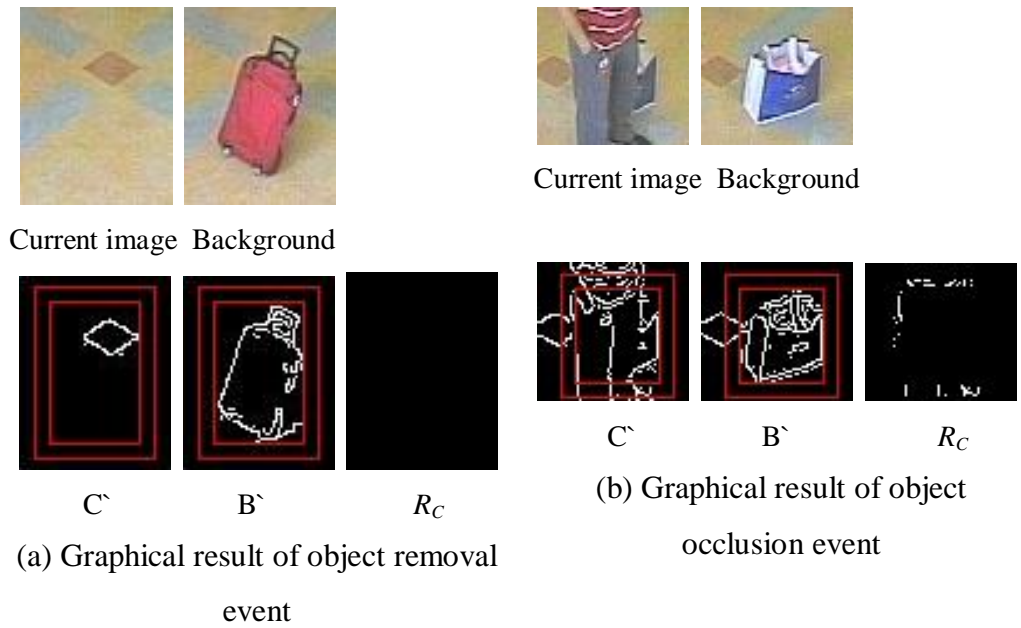 Current image Background
C` B` R_C
(a) Graphical result of object removal
event
Current image Background
C` B` R_C
(b) Graphical result of object
occlusion event